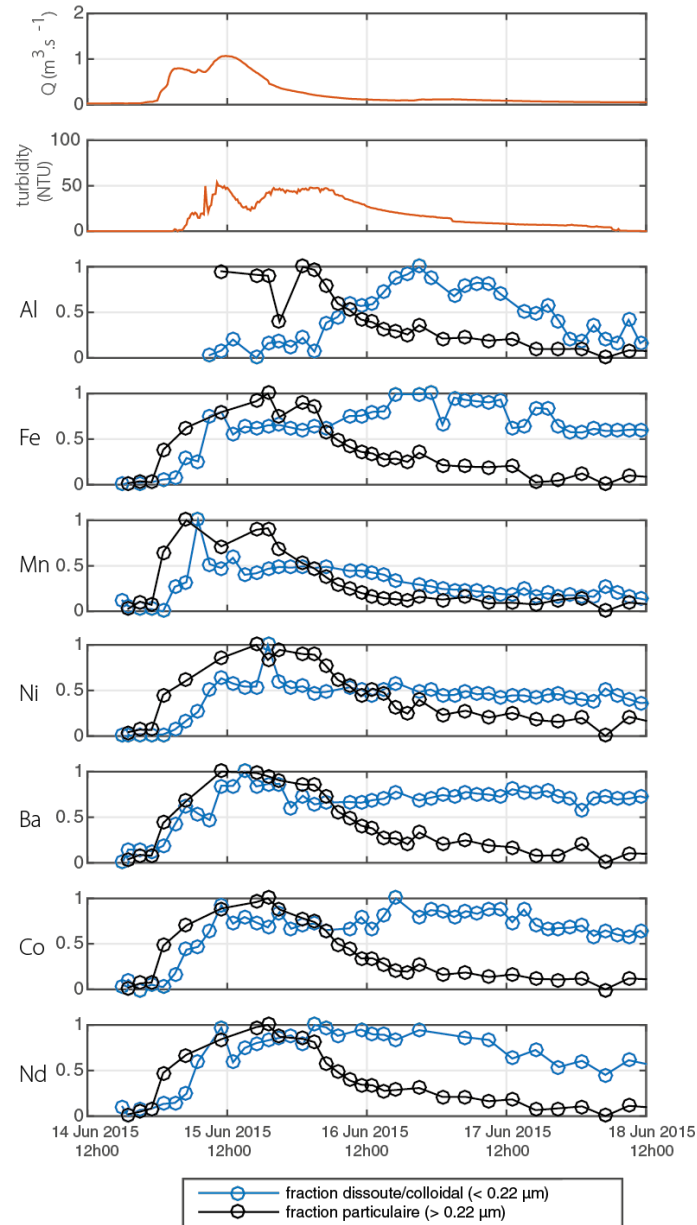 2
1
0
Q (m³.s⁻¹)
100
50
0
turbidity
(NTU)
1
0.5
0
Al
1
0.5
0
Fe
1
0.5
0
Mn
1
0.5
0
Ni
1
0.5
0
Ba
1
0.5
0
Co
1
0.5
0
Nd
14 Jun 2015 15 Jun 2015 16 Jun 2015 17 Jun 2015 18 Jun 2015
12h00 12h00 12h00 12h00 12h00
fraction dissoute/colloidal (< 0.22 µm)
fraction particulaire (> 0.22 µm)